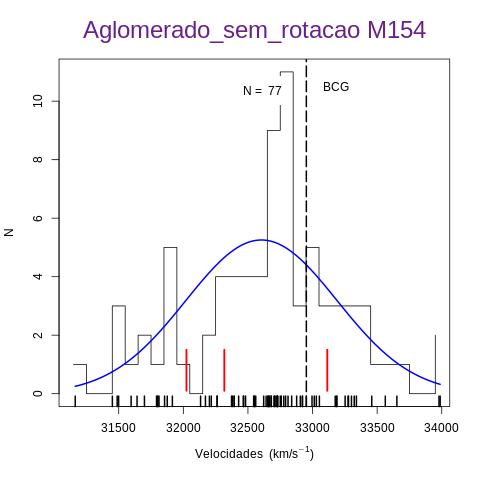 Aglomerado_sem_rotacao M154
N = 77
BCG
10
8
6
4
2
0
N
31500 32000 32500 33000 33500 34000
Velocidades (km/s⁻¹)